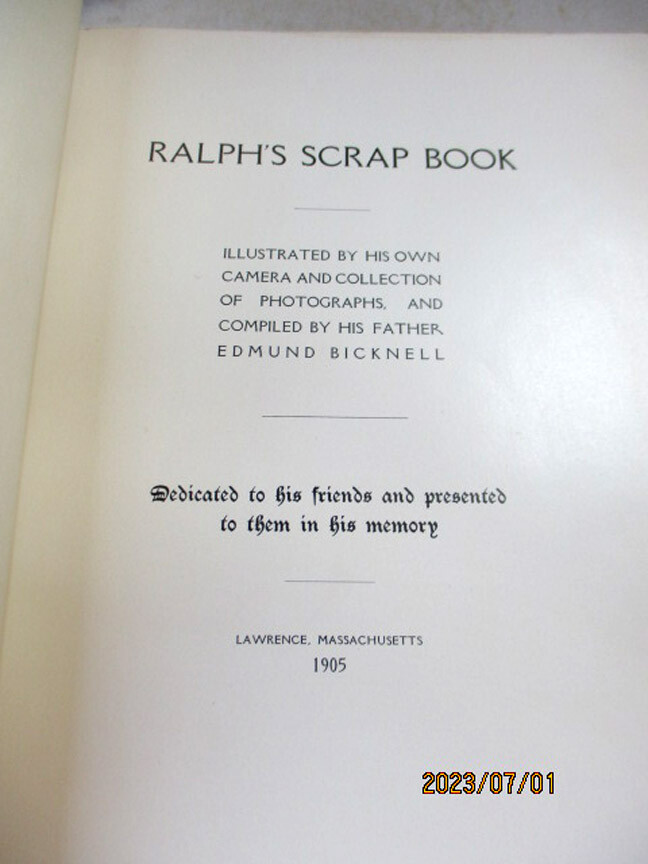 RALPH'S SCRAP BOOK
ILLUSTRATED BY HIS OWN
CAMERA AND COLLECTION
OF PHOTOGRAPHS, AND
COMPILED BY HIS FATHER
EDMUND BICKNELL
Dedicated to his friends and presented
to them in his memory
LAWRENCE, MASSACHUSETTS
1905
2023/07/01